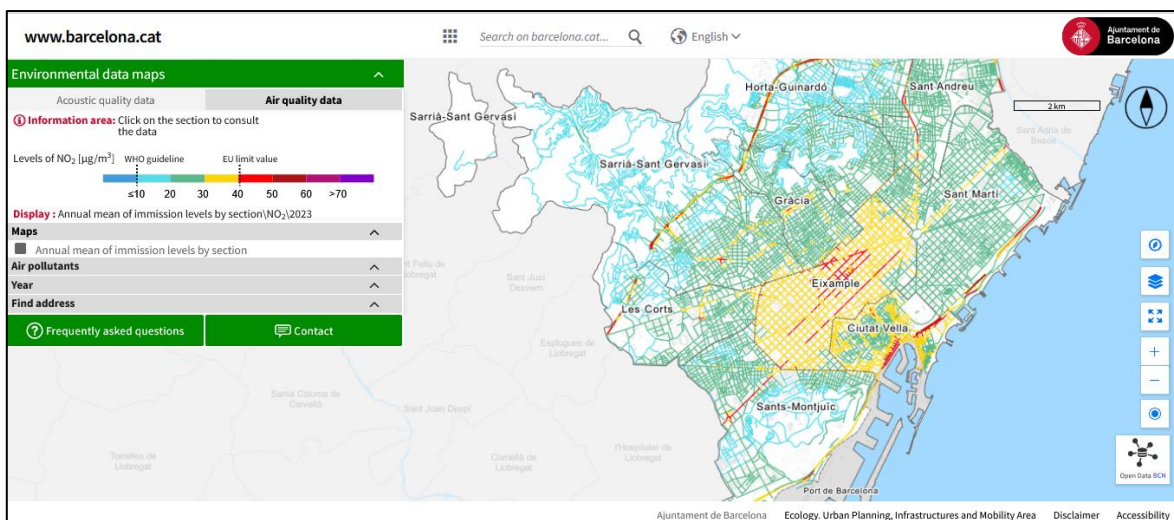 www.barcelona.cat
Search on barcelona.cat...
English
Ajuntament de
Barcelona
Environmental data maps
Acoustic quality data
Air quality data
Information area: Click on the section to consult
the data
Levels of NO₂ [µg/m³]
WHO guideline
EU limit value
≤10 20 30 40 50 60 >70
Display : Annual mean of immission levels by section\NO₂\2023
Maps
Annual mean of immission levels by section
Air pollutants
Year
Find address
Frequently asked questions
Contact
Horta-Guinardó
Sant Andreu
2 km
Sarrià-Sant Gervasi
Sant Adrià de
Besòs
Sarrià-Sant Gervasi
Sant Martí
Gràcia
Sant Feliu de
Llobregat
Sant Just
Desvern
Eixample
Les Corts
Ciutat Vella
Esplugues de
Llobregat
Santa Coloma de
Cervelló
Sant Joan Despí
Sants-Montjuïc
Torrelles de
Llobregat
Cornellà de
Llobregat
l'Hospitalet de
Llobregat
Open Data BCN
Port de Barcelona
Ajuntament de Barcelona
Ecology. Urban Planning, Infrastructures and Mobility Area
Disclaimer
Accessibility